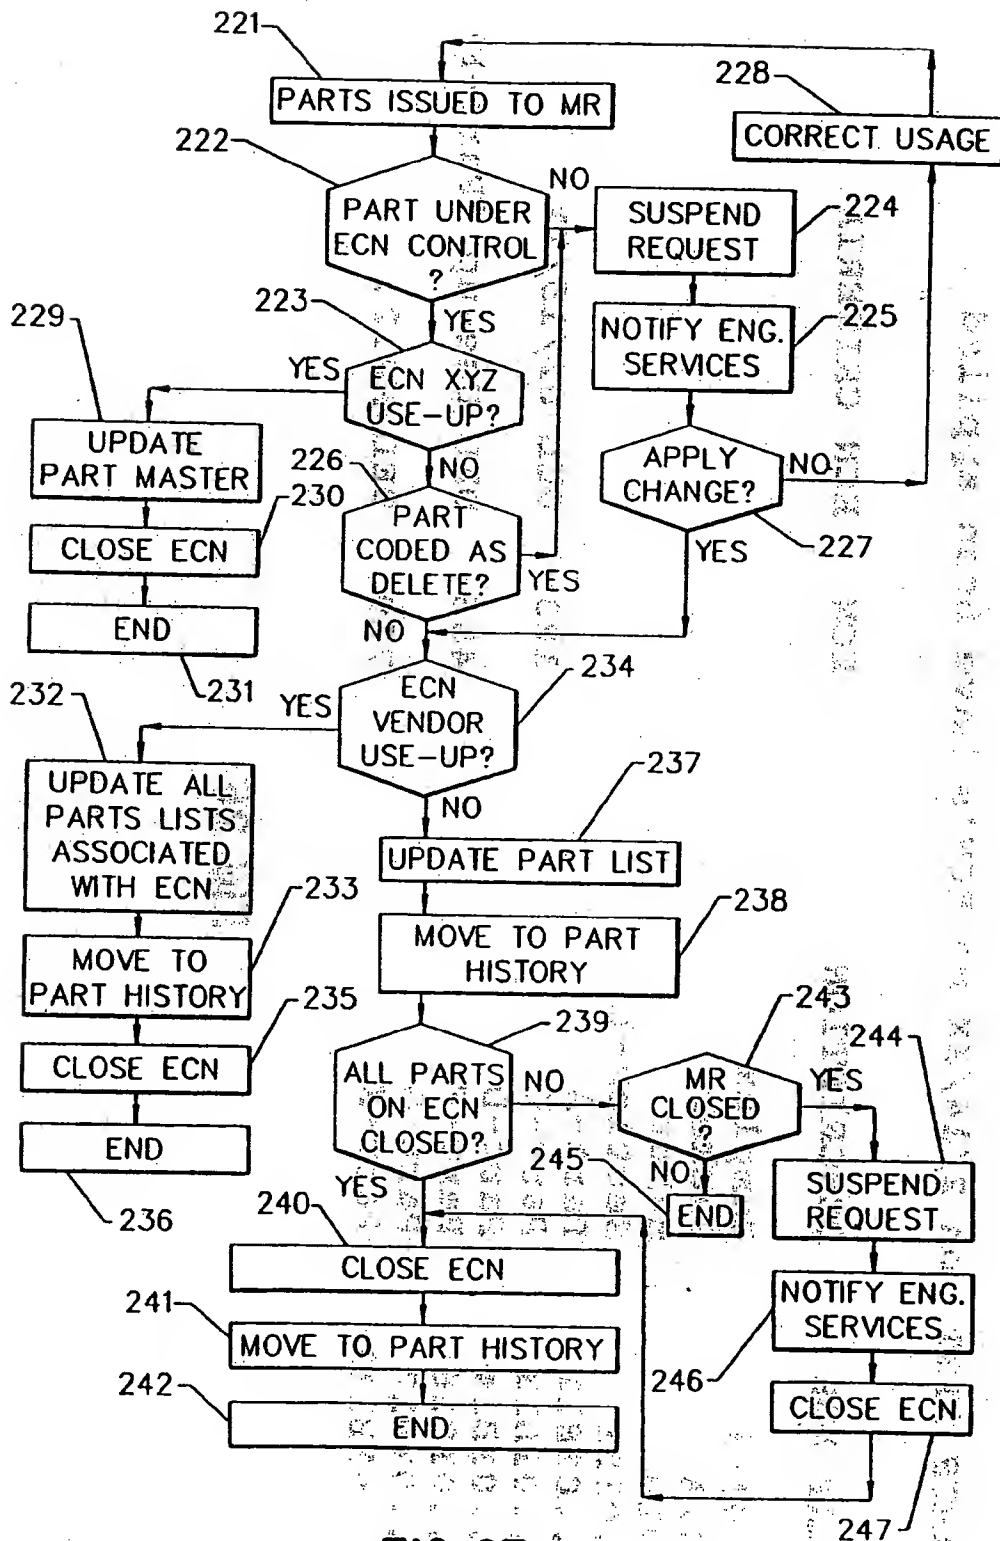 221
PARTS ISSUED TO MR
228
CORRECT USAGE
222
PART UNDER
ECN CONTROL
?
NO
SUSPEND
REQUEST
224
YES
223
ECN XYZ
USE-UP?
YES
NO
NOTIFY ENG.
SERVICES
225
229
UPDATE
PART MASTER
226
PART
CODED AS
DELETE?
YES
NO
APPLY
CHANGE?
NO
YES
227
230
CLOSE ECN
END
231
232
ECN
VENDOR
USE-UP?
234
YES
NO
UPDATE ALL
PARTS LISTS
ASSOCIATED
WITH ECN
237
UPDATE PART LIST
233
MOVE TO
PART HISTORY
238
MOVE TO PART
HISTORY
235
CLOSE ECN
END
236
239
ALL PARTS
ON ECN
CLOSED?
NO
YES
243
MR
CLOSED
?
YES
NO
244
245
END
SUSPEND
REQUEST
240
CLOSE ECN
241
MOVE TO PART HISTORY
242
END
246
NOTIFY ENG.
SERVICES
CLOSE ECN
247